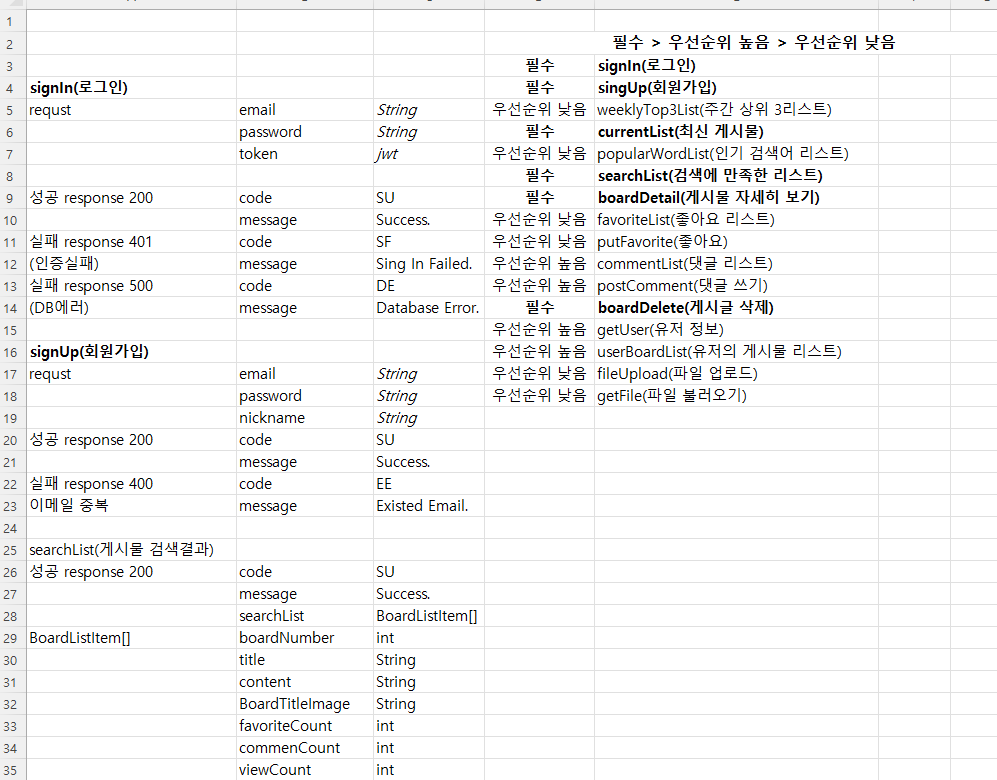 1
2 필수 > 우선순위 높음 > 우선순위 낮음
3 필수 signIn(로그인)
4 signIn(로그인) 필수 singUp(회원가입)
5 requst email String 우선순위 낮음 weeklyTop3List(주간 상위 3리스트)
6 password String 필수 currentList(최신 게시물)
7 token jwt 우선순위 낮음 popularWordList(인기 검색어 리스트)
8 필수 searchList(검색에 만족한 리스트)
9 성공 response 200 code SU 필수 boardDetail(게시물 자세히 보기)
10 message Success. 우선순위 낮음 favoriteList(좋아요 리스트)
11 실패 response 401 code SF 우선순위 낮음 putFavorite(좋아요)
12 (인증실패) message Sing In Failed. 우선순위 높음 commentList(댓글 리스트)
13 실패 response 500 code DE 우선순위 높음 postComment(댓글 쓰기)
14 (DB에러) message Database Error. 필수 boardDelete(게시글 삭제)
15 우선순위 높음 getUser(유저 정보)
16 signUp(회원가입) 우선순위 높음 userBoardList(유저의 게시물 리스트)
17 requst email String 우선순위 낮음 fileUpload(파일 업로드)
18 password String 우선순위 낮음 getFile(파일 불러오기)
19 nickname String
20 성공 response 200 code SU
21 message Success.
22 실패 response 400 code EE
23 이메일 중복 message Existed Email.
24
25 searchList(게시물 검색결과)
26 성공 response 200 code SU
27 message Success.
28 searchList BoardListItem[]
29 BoardListItem[] boardNumber int
30 title String
31 content String
32 BoardTitleImage String
33 favoriteCount int
34 commenCount int
35 viewCount int